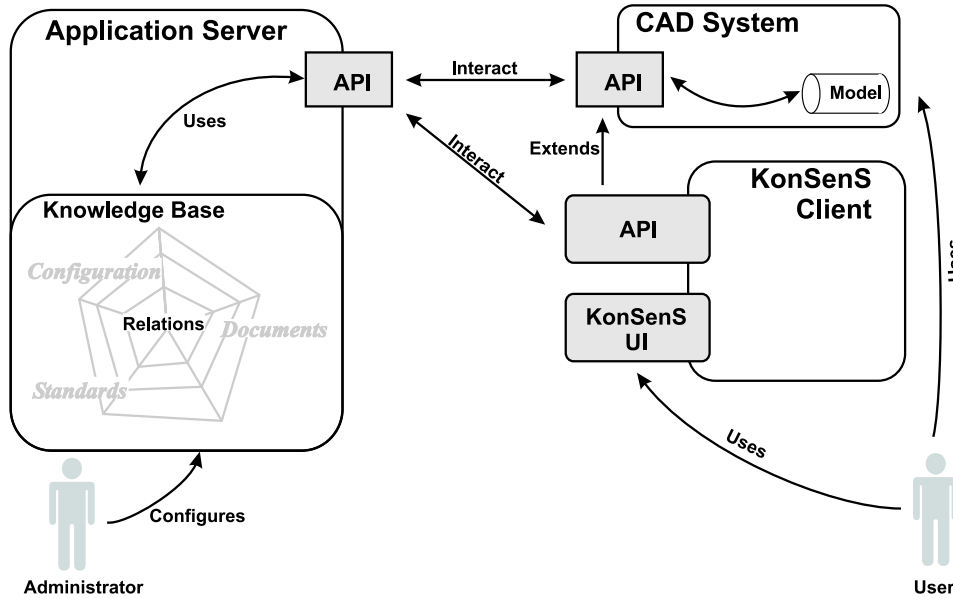 Application Server
CAD System
API
Interact
API
Model
Uses
Extends
Interact
KonSenS
Client
Knowledge Base
API
Configuration
Uses
Relations
Documents
KonSenS
UI
Standards
Uses
Configures
Administrator
User